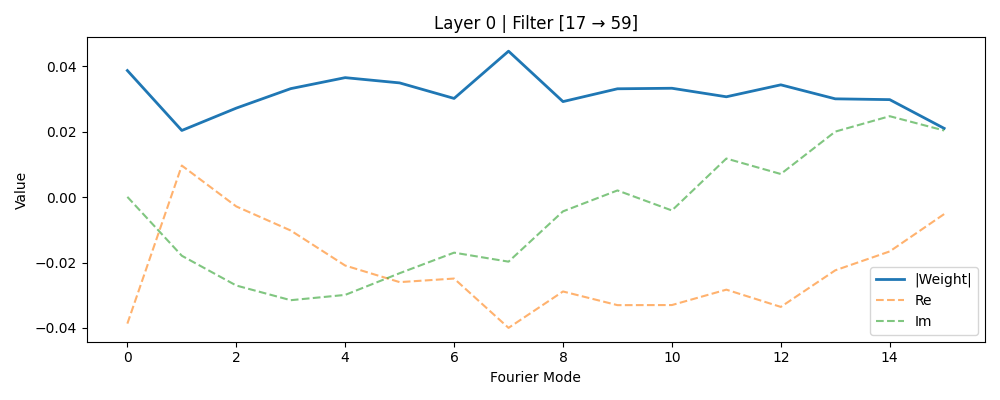 Layer 0 | Filter [17 → 59]
Value
0.04
0.02
0.00
−0.02
−0.04
0 2 4 6 8 10 12 14
Fourier Mode
|Weight|
Re
Im